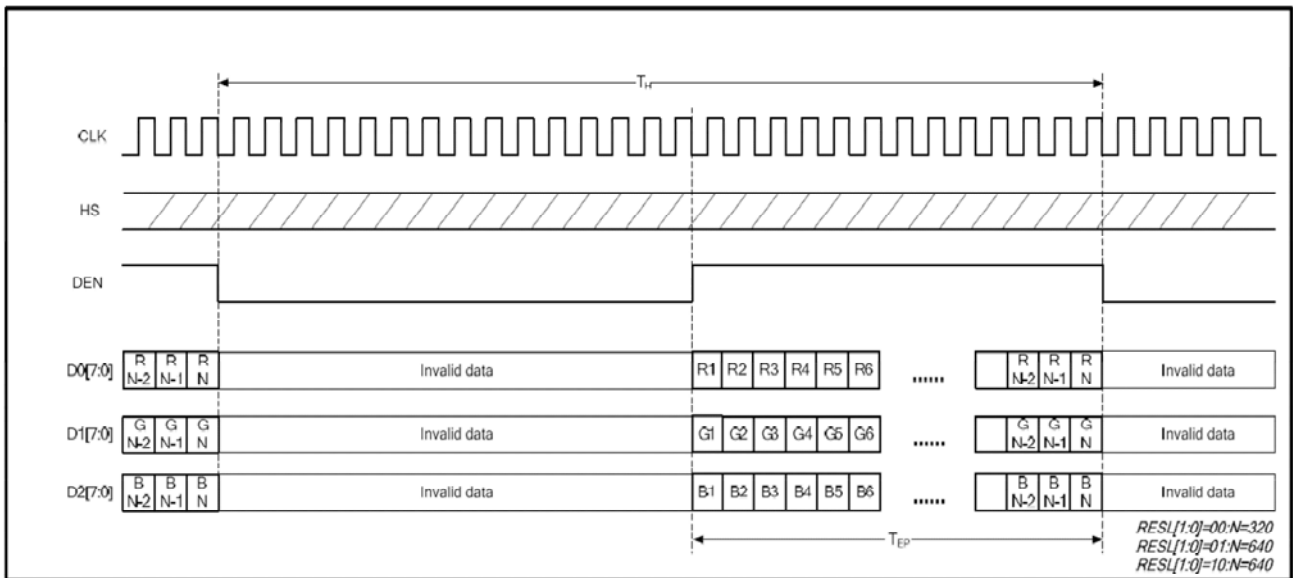 TH
CLK
HS
DEN
D0[7:0] R N-2 R N-1 R N Invalid data R1 R2 R3 R4 R5 R6 ...... R N-2 R N-1 R N Invalid data
D1[7:0] G N-2 G N-1 G N Invalid data G1 G2 G3 G4 G5 G6 ...... G N-2 G N-1 G N Invalid data
D2[7:0] B N-2 B N-1 B N Invalid data B1 B2 B3 B4 B5 B6 ...... B N-2 B N-1 B N Invalid data
TEP
RESL[1:0]=00:N=320
RESL[1:0]=01:N=640
RESL[1:0]=10:N=640